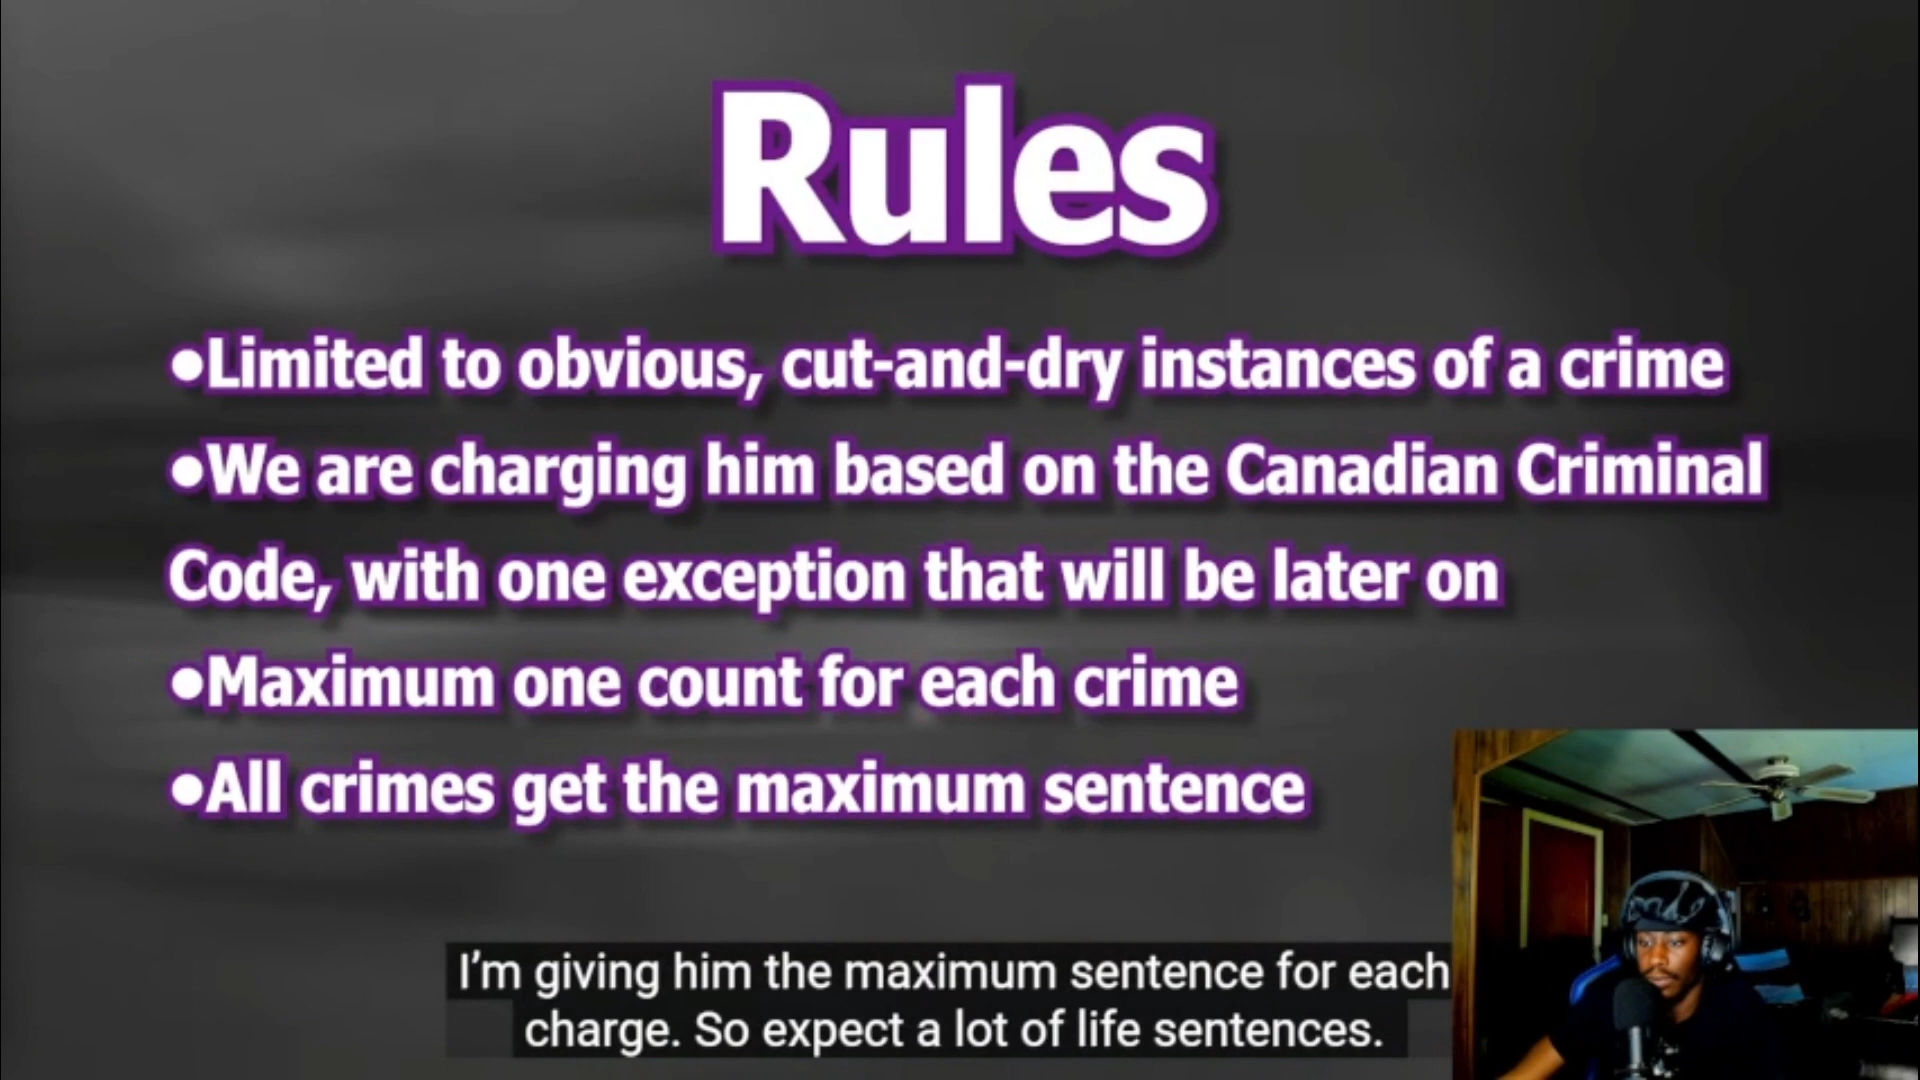 Rules
•Limited to obvious, cut-and-dry instances of a crime
•We are charging him based on the Canadian Criminal
Code, with one exception that will be later on
•Maximum one count for each crime
•All crimes get the maximum sentence
I'm giving him the maximum sentence for each
charge. So expect a lot of life sentences.